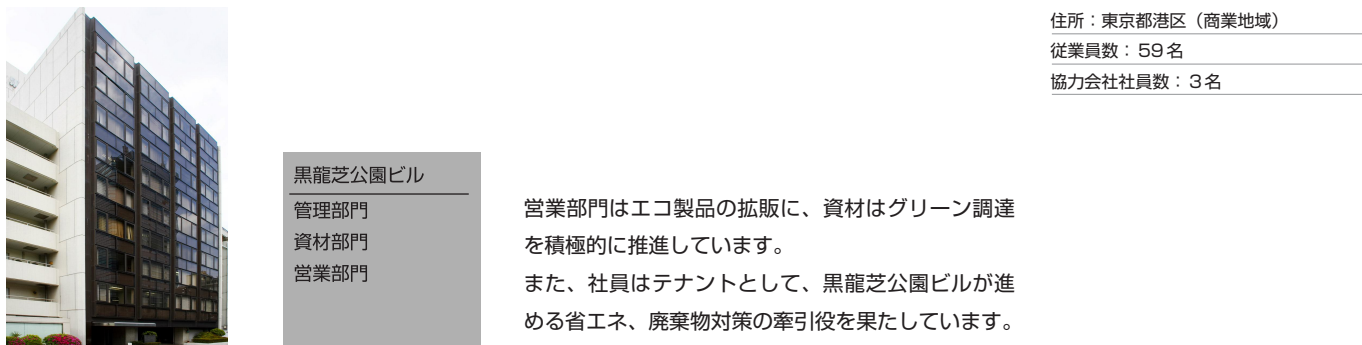 住所：東京都港区（商業地域）
従業員数：59名
協力会社社員数：3名
黒龍芝公園ビル
管理部門
資材部門
営業部門
営業部門はエコ製品の拡販に、資材はグリーン調達
を積極的に推進しています。
また、社員はテナントとして、黒龍芝公園ビルが進
める省エネ、廃棄物対策の牽引役を果たしています。